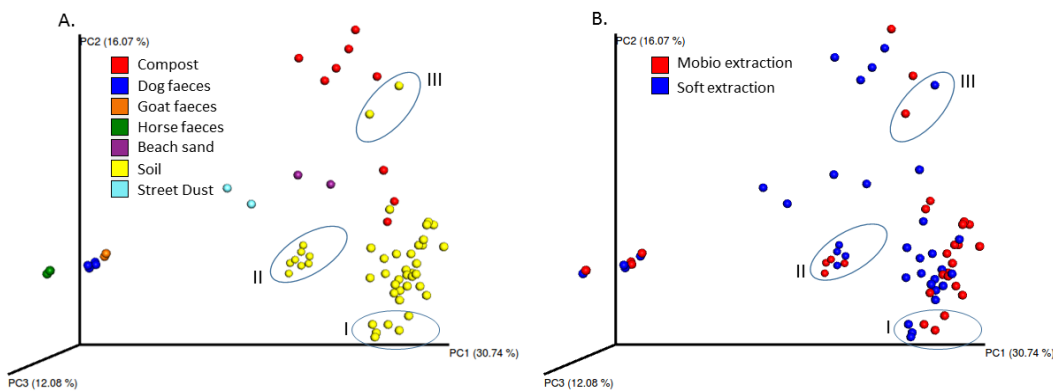 A.
PC2 (16.07 %)
Compost
Dog faeces
Goat faeces
Horse faeces
Beach sand
Soil
Street Dust
III
II
I
PC1 (30.74 %)
PC3 (12.08 %)
B.
PC2 (16.07 %)
Mobio extraction
Soft extraction
III
II
I
PC1 (30.74 %)
PC3 (12.08 %)